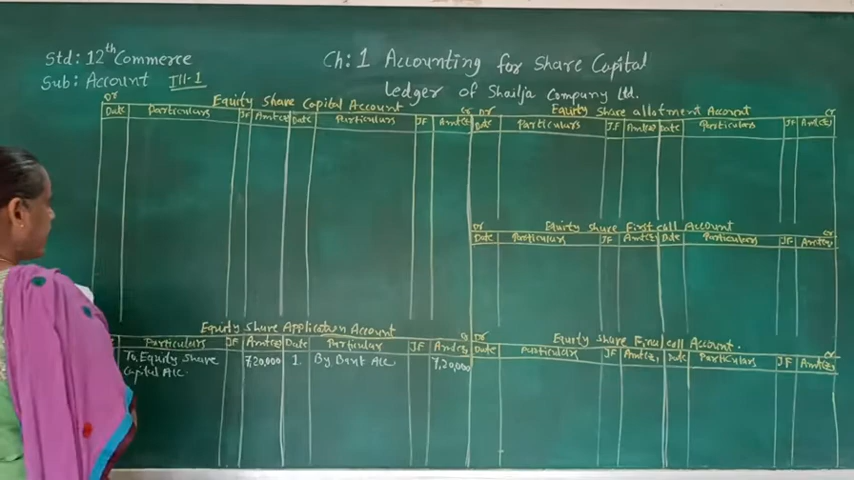 Std: 12th Commerce
Sub: Account III-1
Ch: 1 Accounting for Share Capital
Ledger of Shailja Company Ltd.
Dr Equity Share Capital Account Cr
Date Particulars JF Amt(₹) Date Particulars JF Amt(₹)
Dr Equity Share allotment Account Cr
Date Particulars J.F Amt(₹) Date Particulars JF Amt(₹)
Dr Equity Share First call Account Cr
Date Particulars JF Amt(₹) Date Particulars JF Amt(₹)
Equity Share Application Account Cr
Particulars JF Amt(₹) Date Particular JF Amt(₹)
To, Equity Share 7,20,000 1. By, Bank A/c. 7,20,000
Capital A/c.
Dr Equity Share Final call Account. Cr
Date Particulars JF Amt(₹) Date Particulars JF Amt(₹)